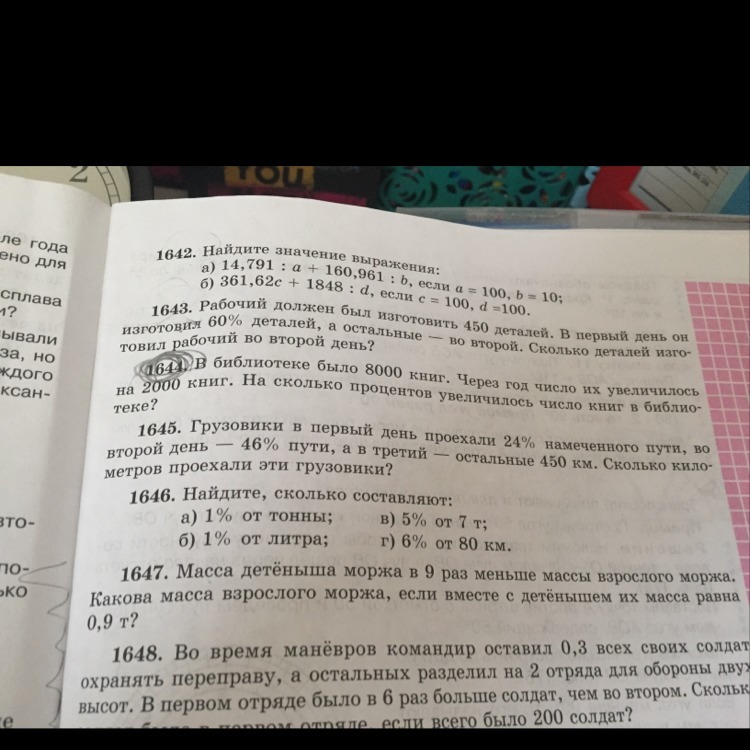 2
YOU
ле года
ено для
сплава
и?
ывали
за, но
ждого
ксан-
вто-
по-
ько
1642. Найдите значение выражения:
а) 14,791 : a + 160,961 : b, если a = 100, b = 10;
б) 361,62c + 1848 : d, если c = 100, d =100.
1643. Рабочий должен был изготовить 450 деталей. В первый день он
изготовил 60% деталей, а остальные — во второй. Сколько деталей изго-
товил рабочий во второй день?
1644. В библиотеке было 8000 книг. Через год число их увеличилось
на 2000 книг. На сколько процентов увеличилось число книг в библио-
теке?
1645. Грузовики в первый день проехали 24% намеченного пути, во
второй день — 46% пути, а в третий — остальные 450 км. Сколько кило-
метров проехали эти грузовики?
1646. Найдите, сколько составляют:
а) 1% от тонны; в) 5% от 7 т;
б) 1% от литра; г) 6% от 80 км.
1647. Масса детёныша моржа в 9 раз меньше массы взрослого моржа.
Какова масса взрослого моржа, если вместе с детёнышем их масса равна
0,9 т?
1648. Во время манёвров командир оставил 0,3 всех своих солдат
охранять переправу, а остальных разделил на 2 отряда для обороны двух
высот. В первом отряде было в 6 раз больше солдат, чем во втором. Скольк
было в первом отряде, если всего было 200 солдат?